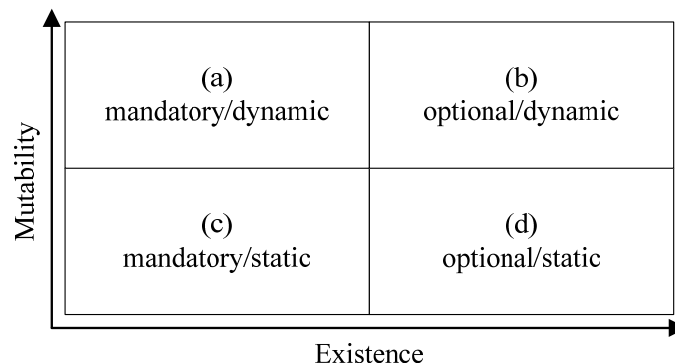 Mutability
(a)
mandatory/dynamic
(b)
optional/dynamic
(c)
mandatory/static
(d)
optional/static
Existence